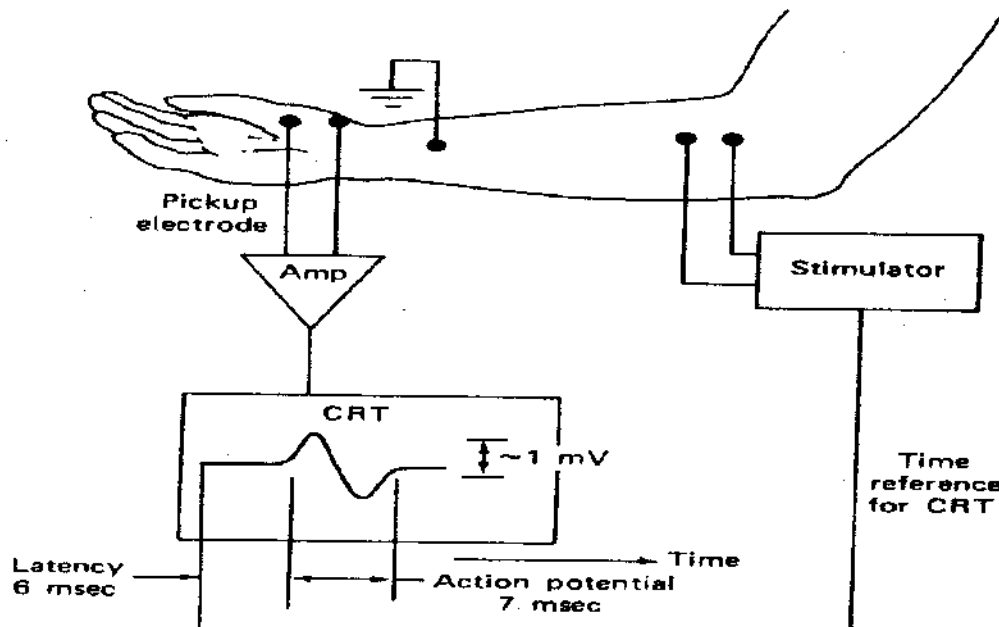 Pickup
electrode
Amp
Stimulator
CRT
~1 mV
Time
reference
for CRT
Latency
6 msec
Time
Action potential
7 msec